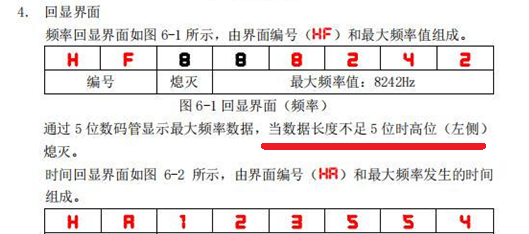 4. 回显界面
频率回显界面如图 6-1 所示，由界面编号（HF）和最大频率值组成。
H F 8 8 8 2 4 2
编号 熄灭 最大频率值：8242Hz
图 6-1 回显界面（频率）
通过 5 位数码管显示最大频率数据，当数据长度不足 5 位时高位（左侧）
熄灭。
时间回显界面如图 6-2 所示，由界面编号（HA）和最大频率发生的时间
组成。
H A 1 2 3 5 5 4